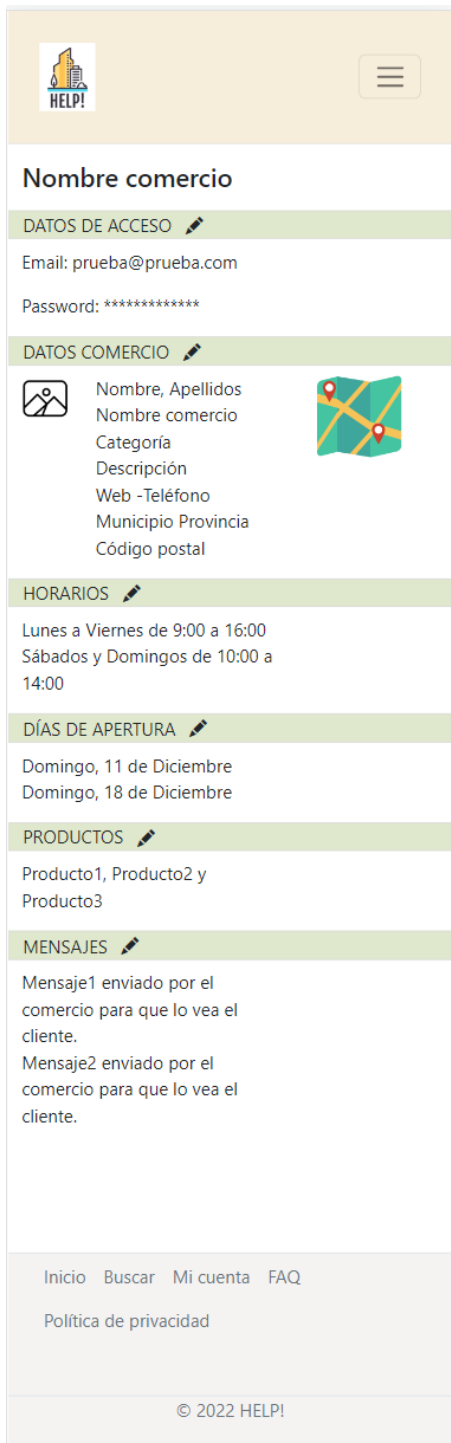 HELP!
Nombre comercio
DATOS DE ACCESO
Email: prueba@prueba.com
Password: *************
DATOS COMERCIO
Nombre, Apellidos
Nombre comercio
Categoría
Descripción
Web -Teléfono
Municipio Provincia
Código postal
HORARIOS
Lunes a Viernes de 9:00 a 16:00
Sábados y Domingos de 10:00 a
14:00
DÍAS DE APERTURA
Domingo, 11 de Diciembre
Domingo, 18 de Diciembre
PRODUCTOS
Producto1, Producto2 y
Producto3
MENSAJES
Mensaje1 enviado por el
comercio para que lo vea el
cliente.
Mensaje2 enviado por el
comercio para que lo vea el
cliente.
Inicio Buscar Mi cuenta FAQ
Política de privacidad
© 2022 HELP!